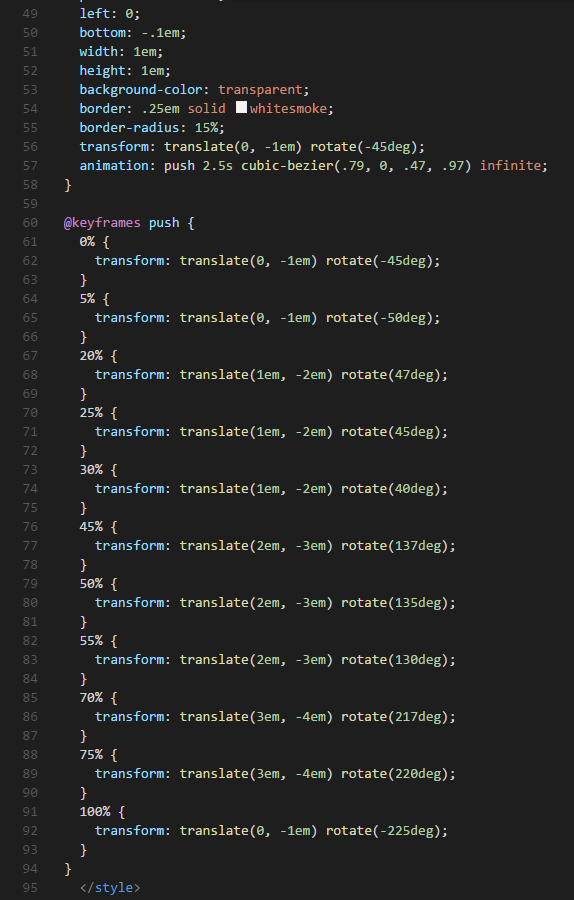 49 left: 0;
50 bottom: -.1em;
51 width: 1em;
52 height: 1em;
53 background-color: transparent;
54 border: .25em solid whitesmoke;
55 border-radius: 15%;
56 transform: translate(0, -1em) rotate(-45deg);
57 animation: push 2.5s cubic-bezier(.79, 0, .47, .97) infinite;
58 }
59
60 @keyframes push {
61 0% {
62 transform: translate(0, -1em) rotate(-45deg);
63 }
64 5% {
65 transform: translate(0, -1em) rotate(-50deg);
66 }
67 20% {
68 transform: translate(1em, -2em) rotate(47deg);
69 }
70 25% {
71 transform: translate(1em, -2em) rotate(45deg);
72 }
73 30% {
74 transform: translate(1em, -2em) rotate(40deg);
75 }
76 45% {
77 transform: translate(2em, -3em) rotate(137deg);
78 }
79 50% {
80 transform: translate(2em, -3em) rotate(135deg);
81 }
82 55% {
83 transform: translate(2em, -3em) rotate(130deg);
84 }
85 70% {
86 transform: translate(3em, -4em) rotate(217deg);
87 }
88 75% {
89 transform: translate(3em, -4em) rotate(220deg);
90 }
91 100% {
92 transform: translate(0, -1em) rotate(-225deg);
93 }
94 }
95 </style>